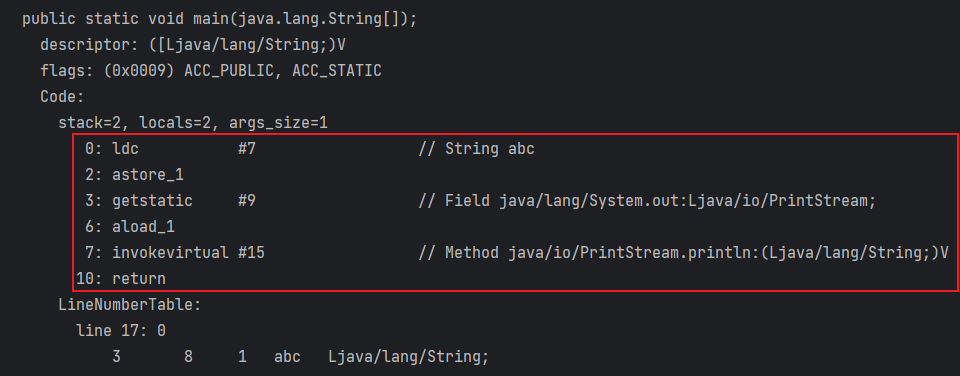 public static void main(java.lang.String[]);
descriptor: ([Ljava/lang/String;)V
flags: (0x0009) ACC_PUBLIC, ACC_STATIC
Code:
stack=2, locals=2, args_size=1
0: ldc #7 // String abc
2: astore_1
3: getstatic #9 // Field java/lang/System.out:Ljava/io/PrintStream;
6: aload_1
7: invokevirtual #15 // Method java/io/PrintStream.println:(Ljava/lang/String;)V
10: return
LineNumberTable:
line 17: 0
3 8 1 abc Ljava/lang/String;